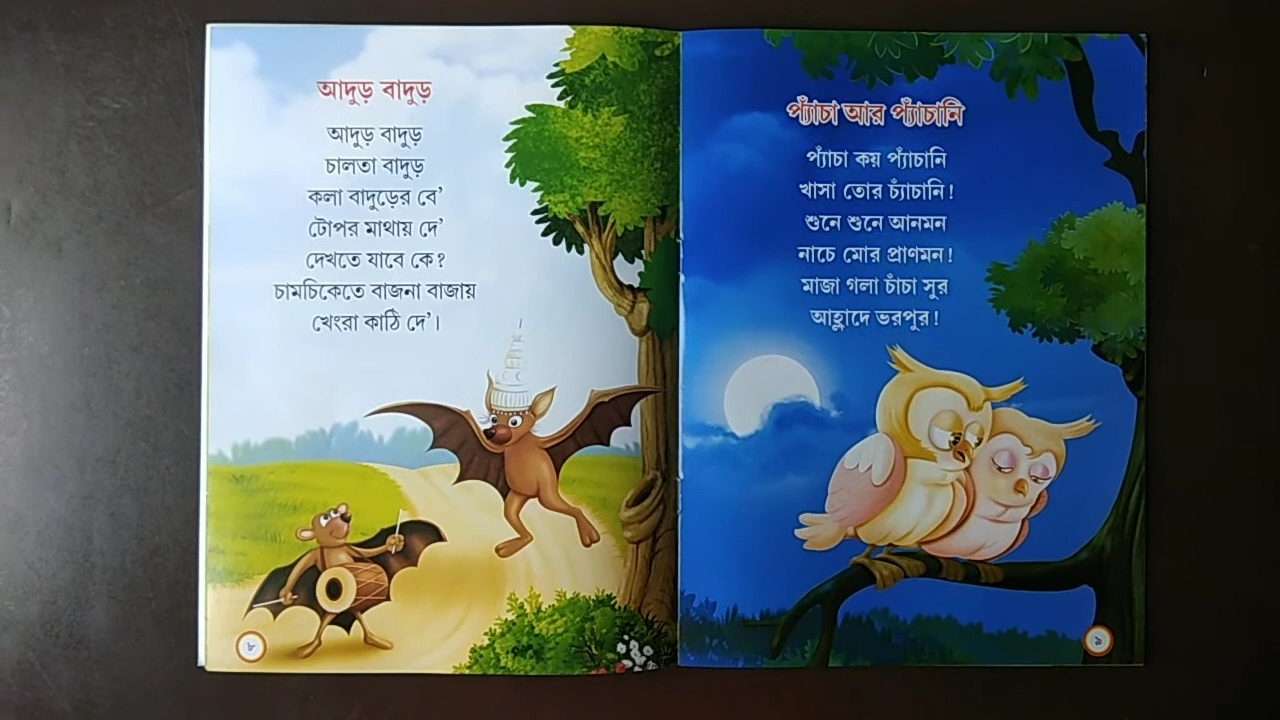 আদুড় বাদুড়
আদুড় বাদুড়
চালতা বাদুড়
কলা বাদুড়ের বে'
টোপর মাথায় দে'
দেখতে যাবে কে?
চামচিকেতে বাজনা বাজায়
খেংরা কাঠি দে'।
৮
প্যাঁচা আর প্যাঁচানি
প্যাঁচা কয় প্যাঁচানি
খাসা তোর চ্যাঁচানি!
শুনে শুনে আনমন
নাচে মোর প্রাণমন!
মাজা গলা চাঁচা সুর
আহ্লাদে ভরপুর!
৯